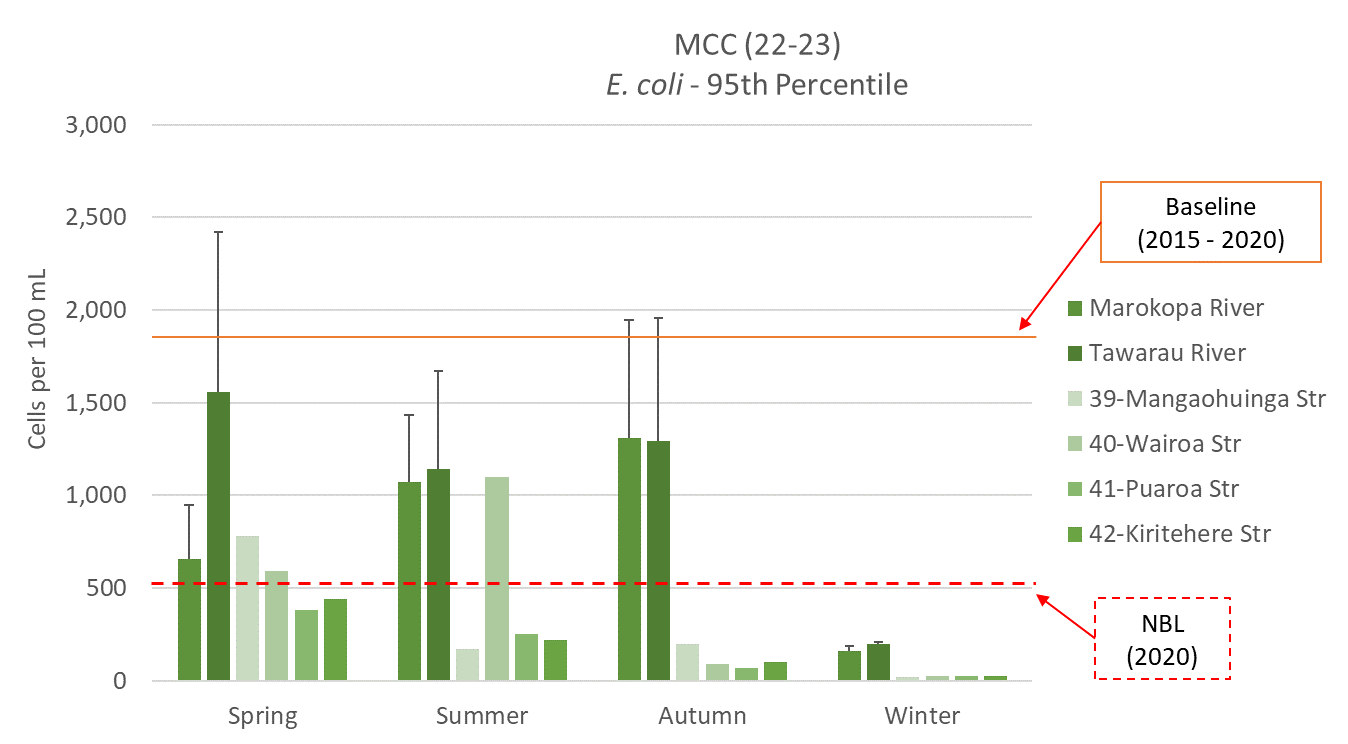 MCC (22-23)
E. coli - 95th Percentile
3,000
2,500
2,000
1,500
1,000
500
0
Cells per 100 mL
Spring
Summer
Autumn
Winter
Baseline
(2015 - 2020)
Marokopa River
Tawarau River
39-Mangaohuinga Str
40-Wairoa Str
41-Puaroa Str
42-Kiritehere Str
NBL
(2020)